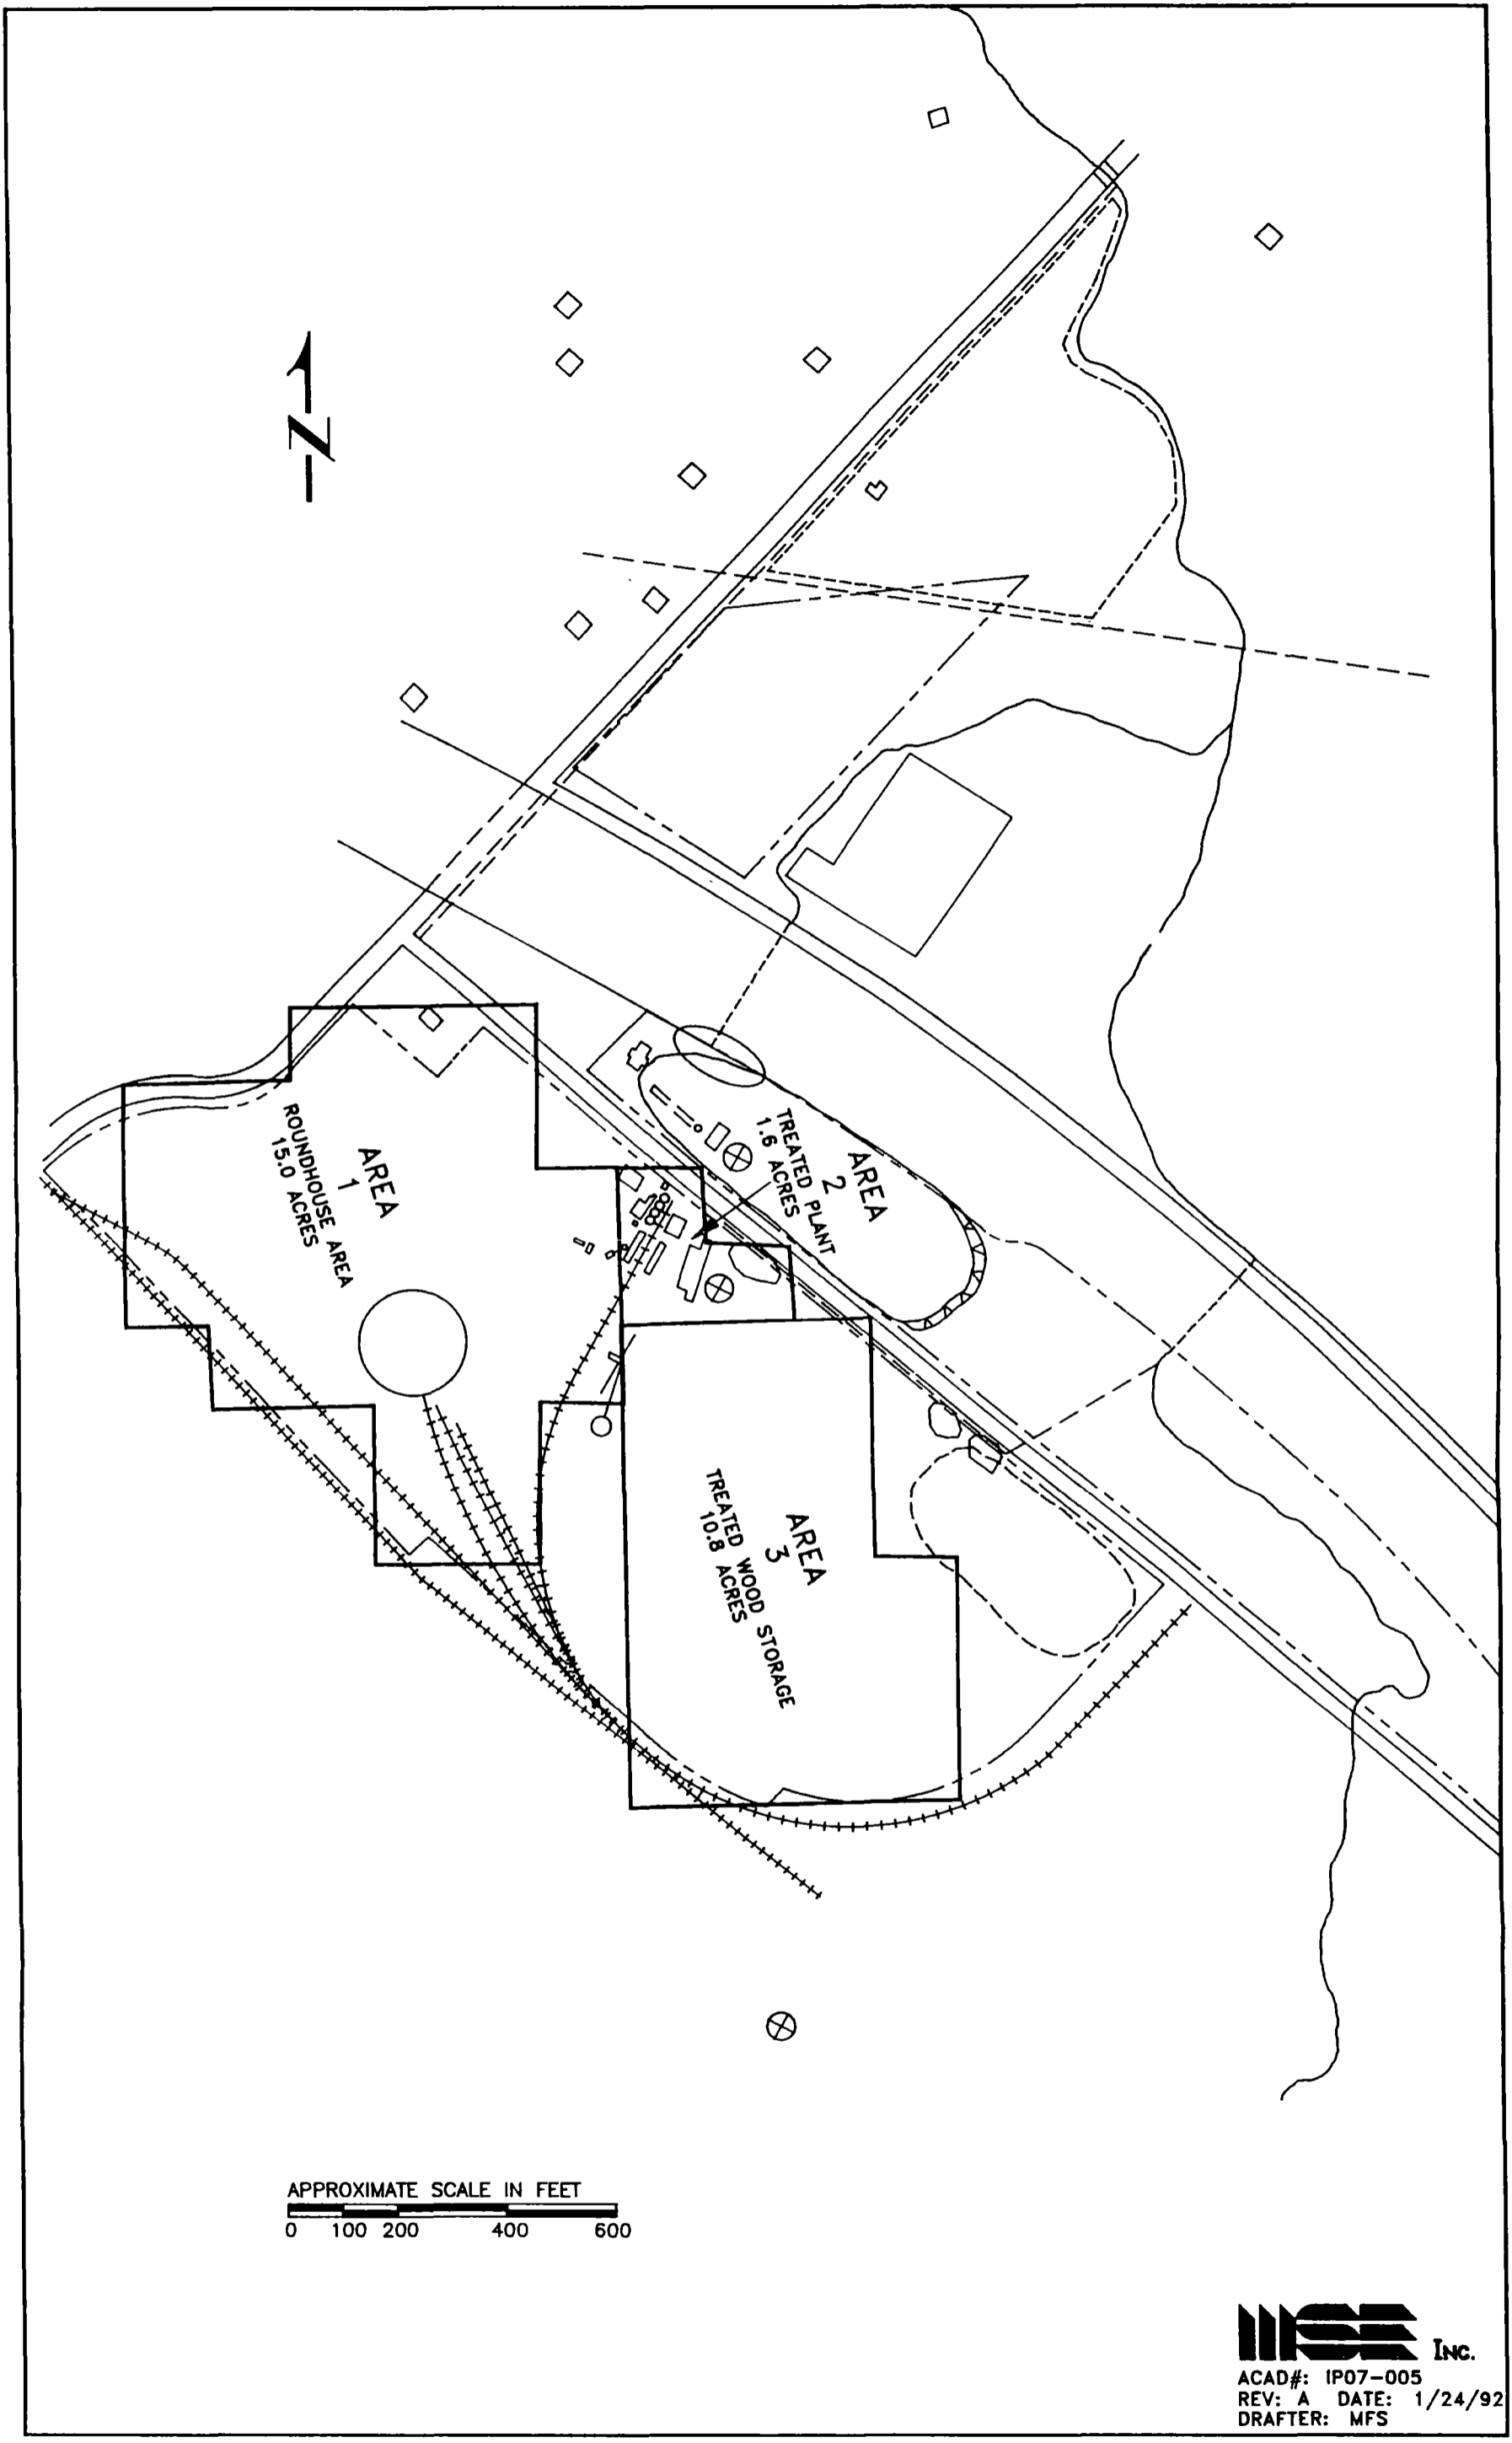 N
AREA
1
ROUNDHOUSE AREA
15.0 ACRES
AREA
2
TREATED PLANT
1.6 ACRES
AREA
3
TREATED WOOD STORAGE
10.8 ACRES
APPROXIMATE SCALE IN FEET
0 100 200 400 600
MSE INC.
ACAD#: IP07-005
REV: A DATE: 1/24/92
DRAFTER: MFS